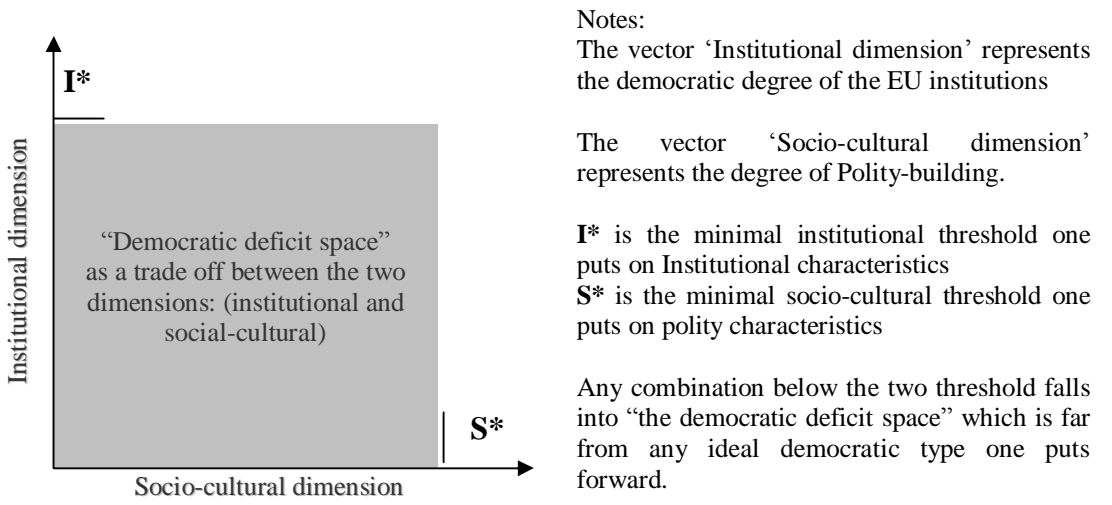 I*
Institutional dimension
“Democratic deficit space”
as a trade off between the two
dimensions: (institutional and
social-cultural)
S*
Socio-cultural dimension
Notes:
The vector ‘Institutional dimension’ represents
the democratic degree of the EU institutions
The vector ‘Socio-cultural dimension’
represents the degree of Polity-building.
I* is the minimal institutional threshold one
puts on Institutional characteristics
S* is the minimal socio-cultural threshold one
puts on polity characteristics
Any combination below the two threshold falls
into “the democratic deficit space” which is far
from any ideal democratic type one puts
forward.